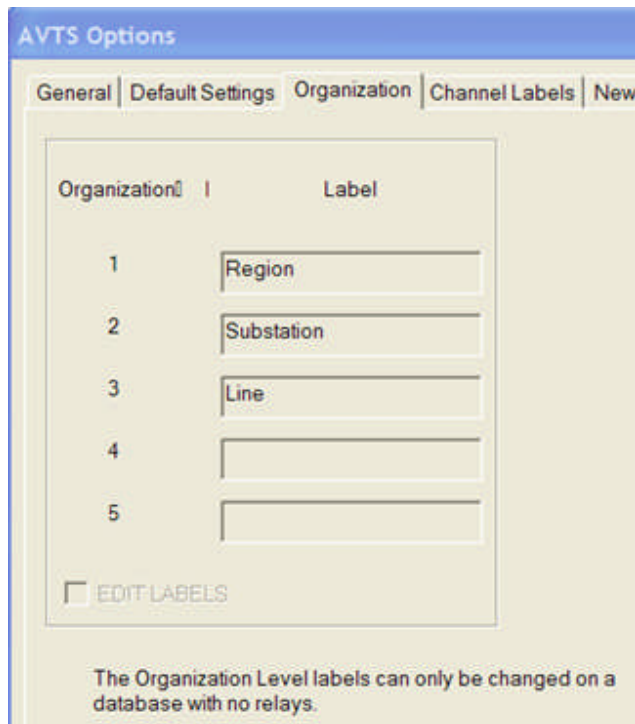 AVTS Options
General Default Settings Organization Channel Labels New
Organization Label
1 Region
2 Substation
3 Line
4
5
EDIT LABELS
The Organization Level labels can only be changed on a
database with no relays.